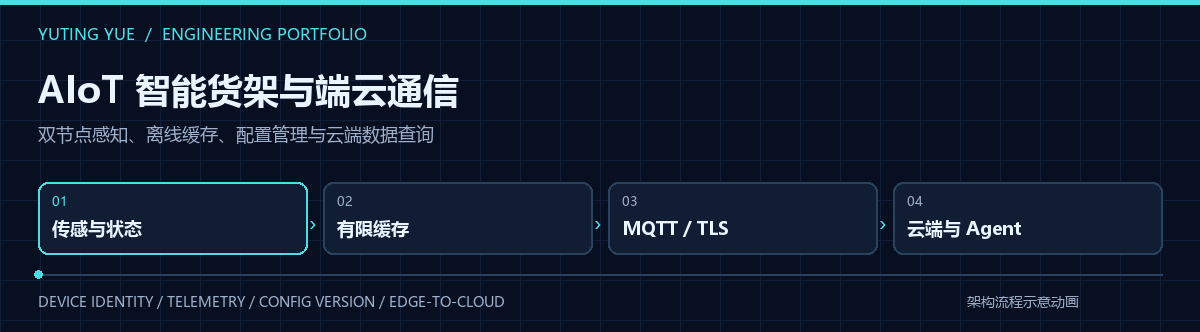 YUTING YUE / ENGINEERING PORTFOLIO
AIoT 智能货架与端云通信
双节点感知、离线缓存、配置管理与云端数据查询
01
传感与状态
›
02
有限缓存
›
03
MQTT / TLS
›
04
云端与 Agent
DEVICE IDENTITY / TELEMETRY / CONFIG VERSION / EDGE-TO-CLOUD
架构流程示意动画